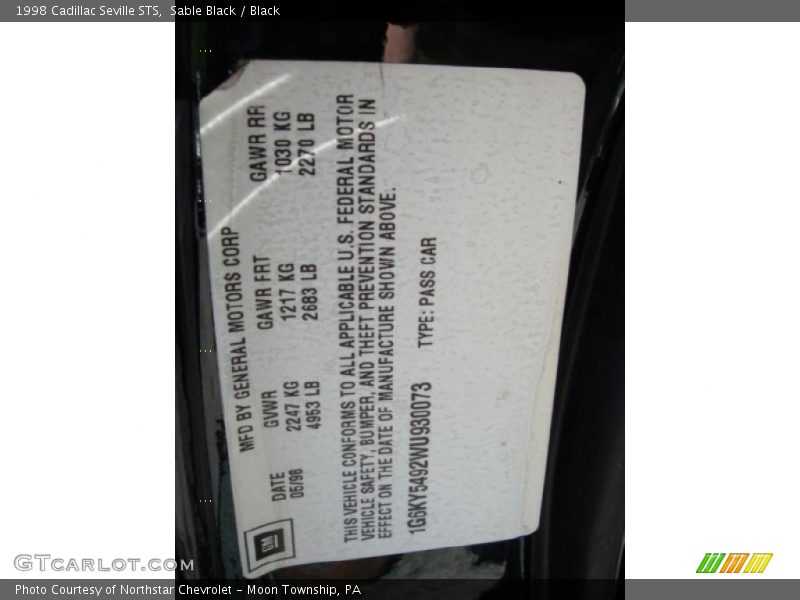 1998 Cadillac Seville STS,  Sable Black / Black
MFD BY GENERAL MOTORS CORP
DATE GVWR GAWR FRT GAWR RR
05/98 2247 KG 1217 KG 1030 KG
4953 LB 2683 LB 2270 LB
THIS VEHICLE CONFORMS TO ALL APPLICABLE U.S. FEDERAL MOTOR
VEHICLE SAFETY, BUMPER, AND THEFT PREVENTION STANDARDS IN
EFFECT ON THE DATE OF MANUFACTURE SHOWN ABOVE.
1G6KY5492WU930073 TYPE: PASS CAR
GM
GTCarLot.com
Photo Courtesy of Northstar Chevrolet - Moon Township, PA